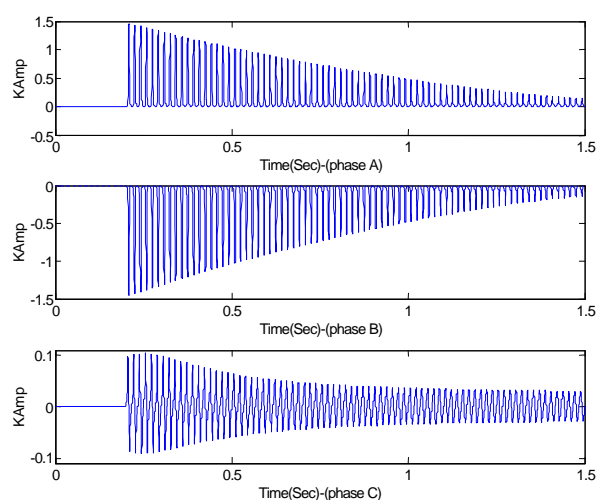 1.5
1
0.5
0
-0.5
KAmp
0 0.5 1 1.5
Time(Sec)-(phase A)
0
-0.5
-1
-1.5
KAmp
0 0.5 1 1.5
Time(Sec)-(phase B)
0.1
0
-0.1
KAmp
0 0.5 1 1.5
Time(Sec)-(phase C)